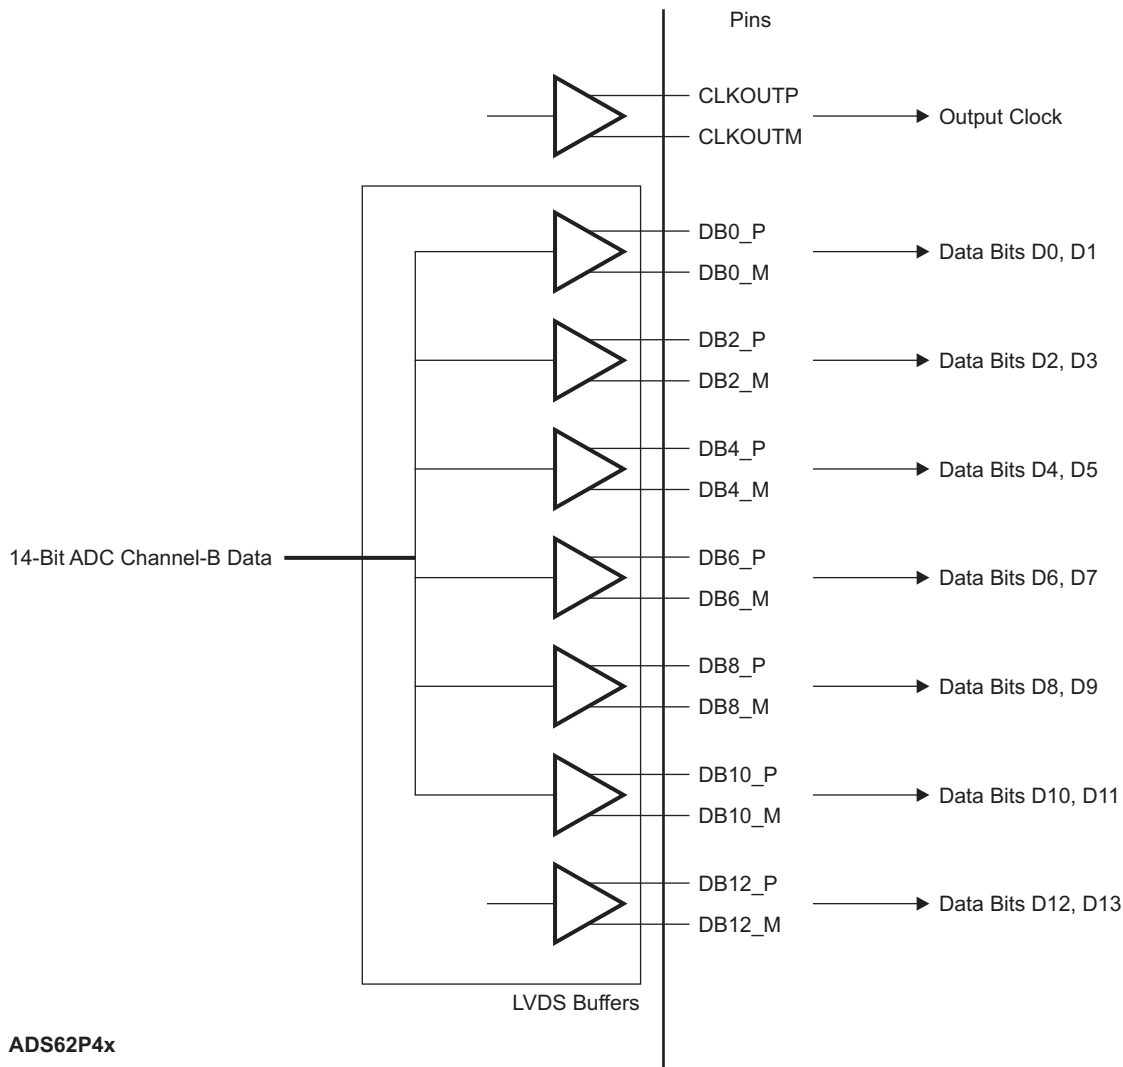 Pins
CLKOUTP
CLKOUTM
Output Clock
DB0_P
DB0_M
Data Bits D0, D1
DB2_P
DB2_M
Data Bits D2, D3
DB4_P
DB4_M
Data Bits D4, D5
14-Bit ADC Channel-B Data
DB6_P
DB6_M
Data Bits D6, D7
DB8_P
DB8_M
Data Bits D8, D9
DB10_P
DB10_M
Data Bits D10, D11
DB12_P
DB12_M
Data Bits D12, D13
LVDS Buffers
ADS62P4x